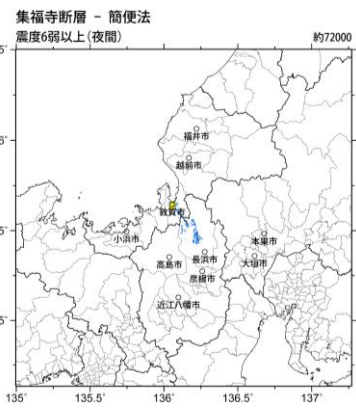 集福寺断層 － 簡便法
震度6弱以上(夜間)
約72000
福井市
越前市
敦賀市
小浜市
本巣市
高島市
長浜市
大垣市
彦根市
近江八幡市
5°
5°
5°
135°
135.5°
136°
136.5°
137°